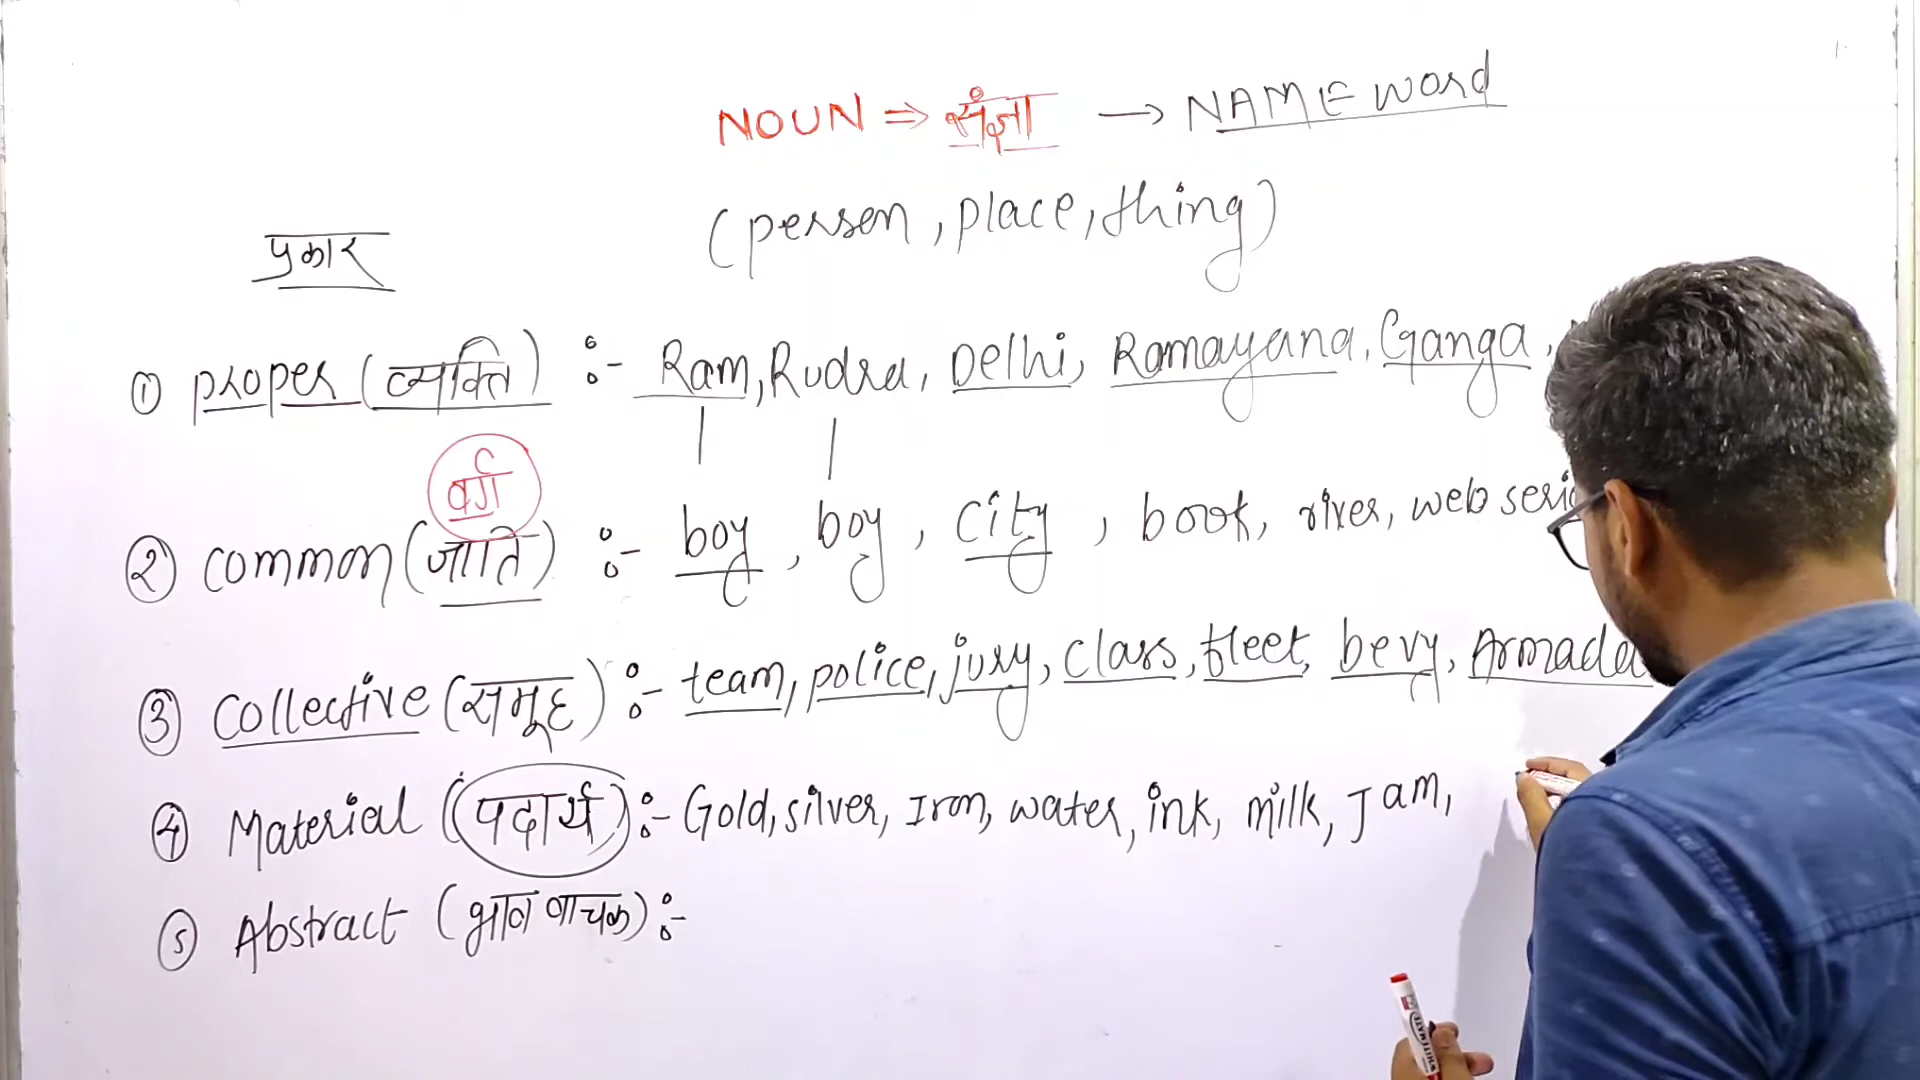 NOUN ⇒ संज्ञा → NAME word
(person, place, thing)
प्रकार
① proper (व्यक्ति) :- Ram, Rudra, Delhi, Ramayana, Ganga,
वर्ग
② common (जाति) :- boy, boy, city, book, river, web seri
③ Collective (समूह) :- team, police, jury, class, fleet, bevy, Armada
④ Material (पदार्थ) :- Gold, silver, Iron, water, ink, milk, Jam,
⑤ Abstract (भाव वाचक) :-